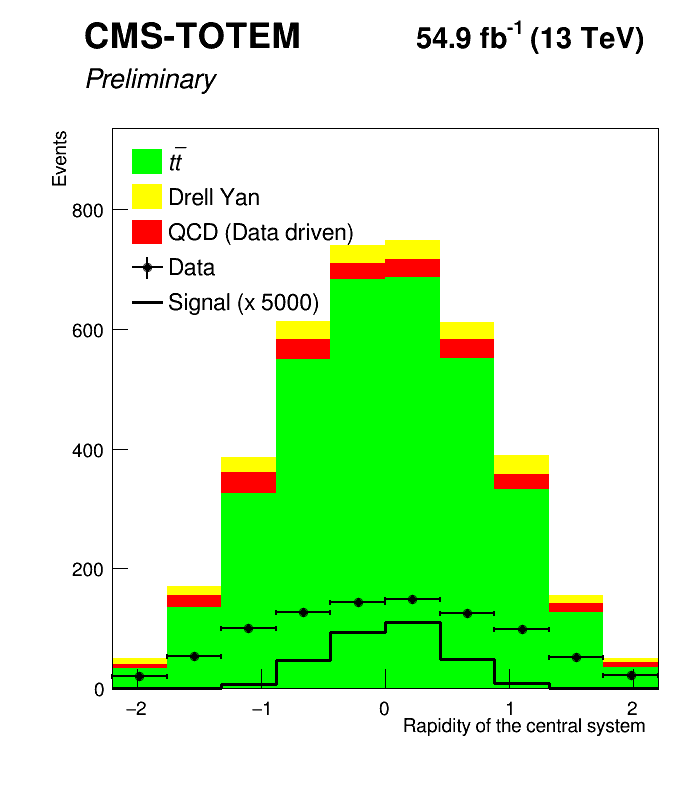 CMS-TOTEM 54.9 fb⁻¹ (13 TeV)
Preliminary
Events
tt̅
Drell Yan
QCD (Data driven)
Data
Signal (x 5000)
800
600
400
200
0
−2 −1 0 1 2
Rapidity of the central system